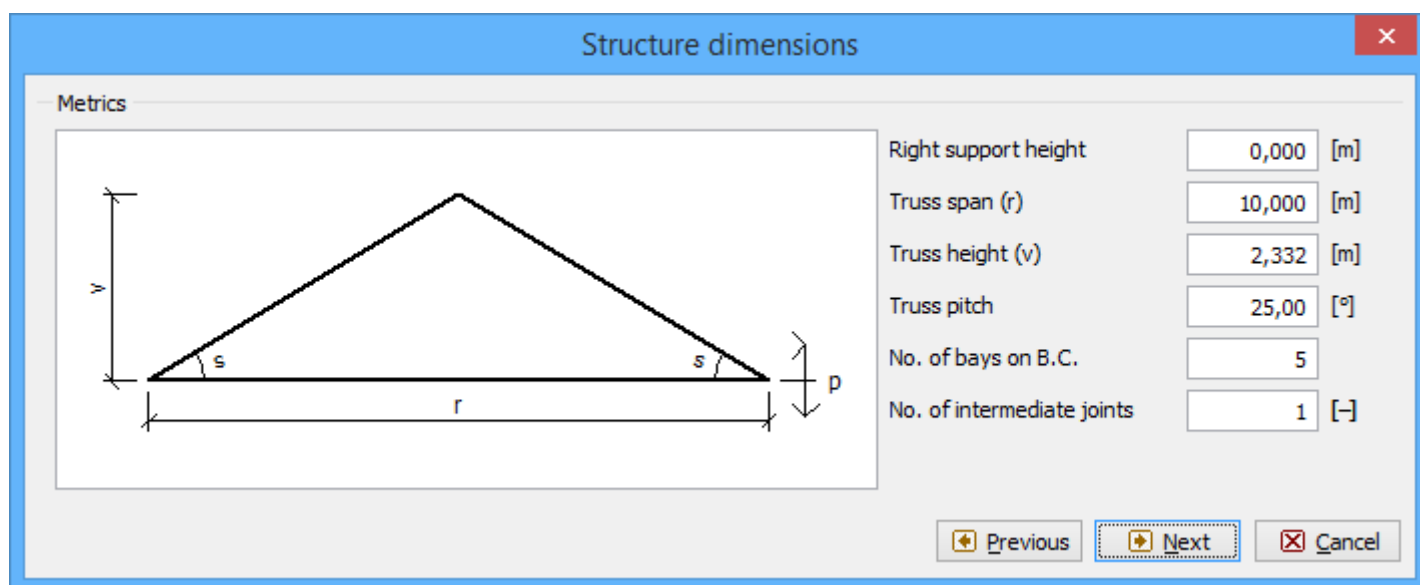 Structure dimensions
Metrics
v
s
s
r
p
Right support height 0,000 [m]
Truss span (r) 10,000 [m]
Truss height (v) 2,332 [m]
Truss pitch 25,00 [°]
No. of bays on B.C. 5
No. of intermediate joints 1 [–]
Previous Next Cancel